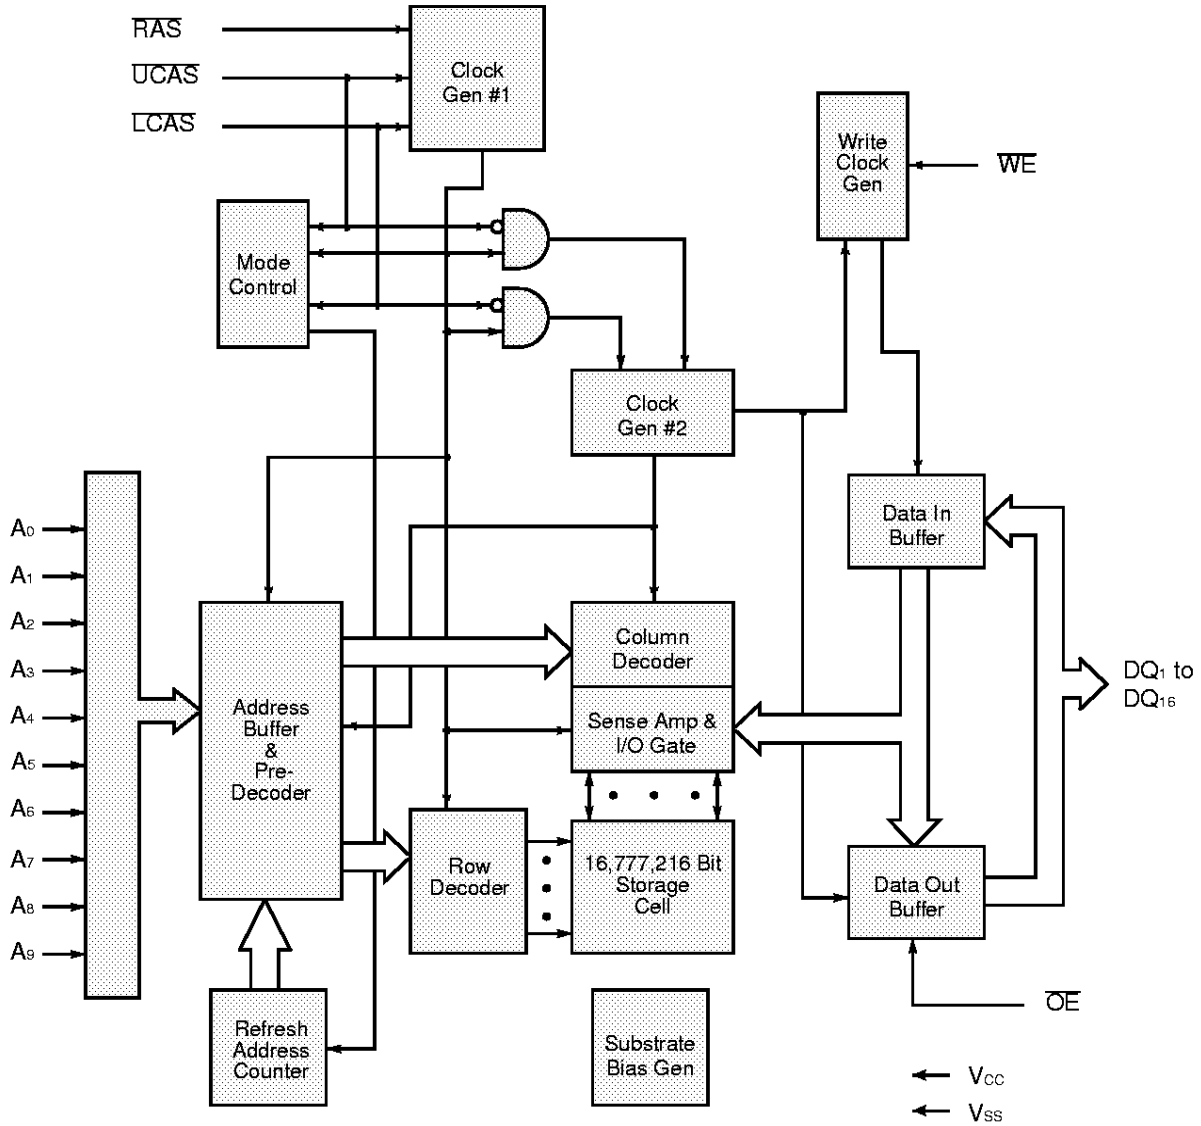 RAS
UCAS
LCAS
Clock
Gen #1
Write
Clock
Gen
WE
Mode
Control
Clock
Gen #2
A0
A1
A2
A3
A4
A5
A6
A7
A8
A9
Address
Buffer
&
Pre-
Decoder
Column
Decoder
Sense Amp &
I/O Gate
Data In
Buffer
DQ1 to
DQ16
Row
Decoder
16,777,216 Bit
Storage
Cell
Data Out
Buffer
Refresh
Address
Counter
Substrate
Bias Gen
OE
VCC
VSS